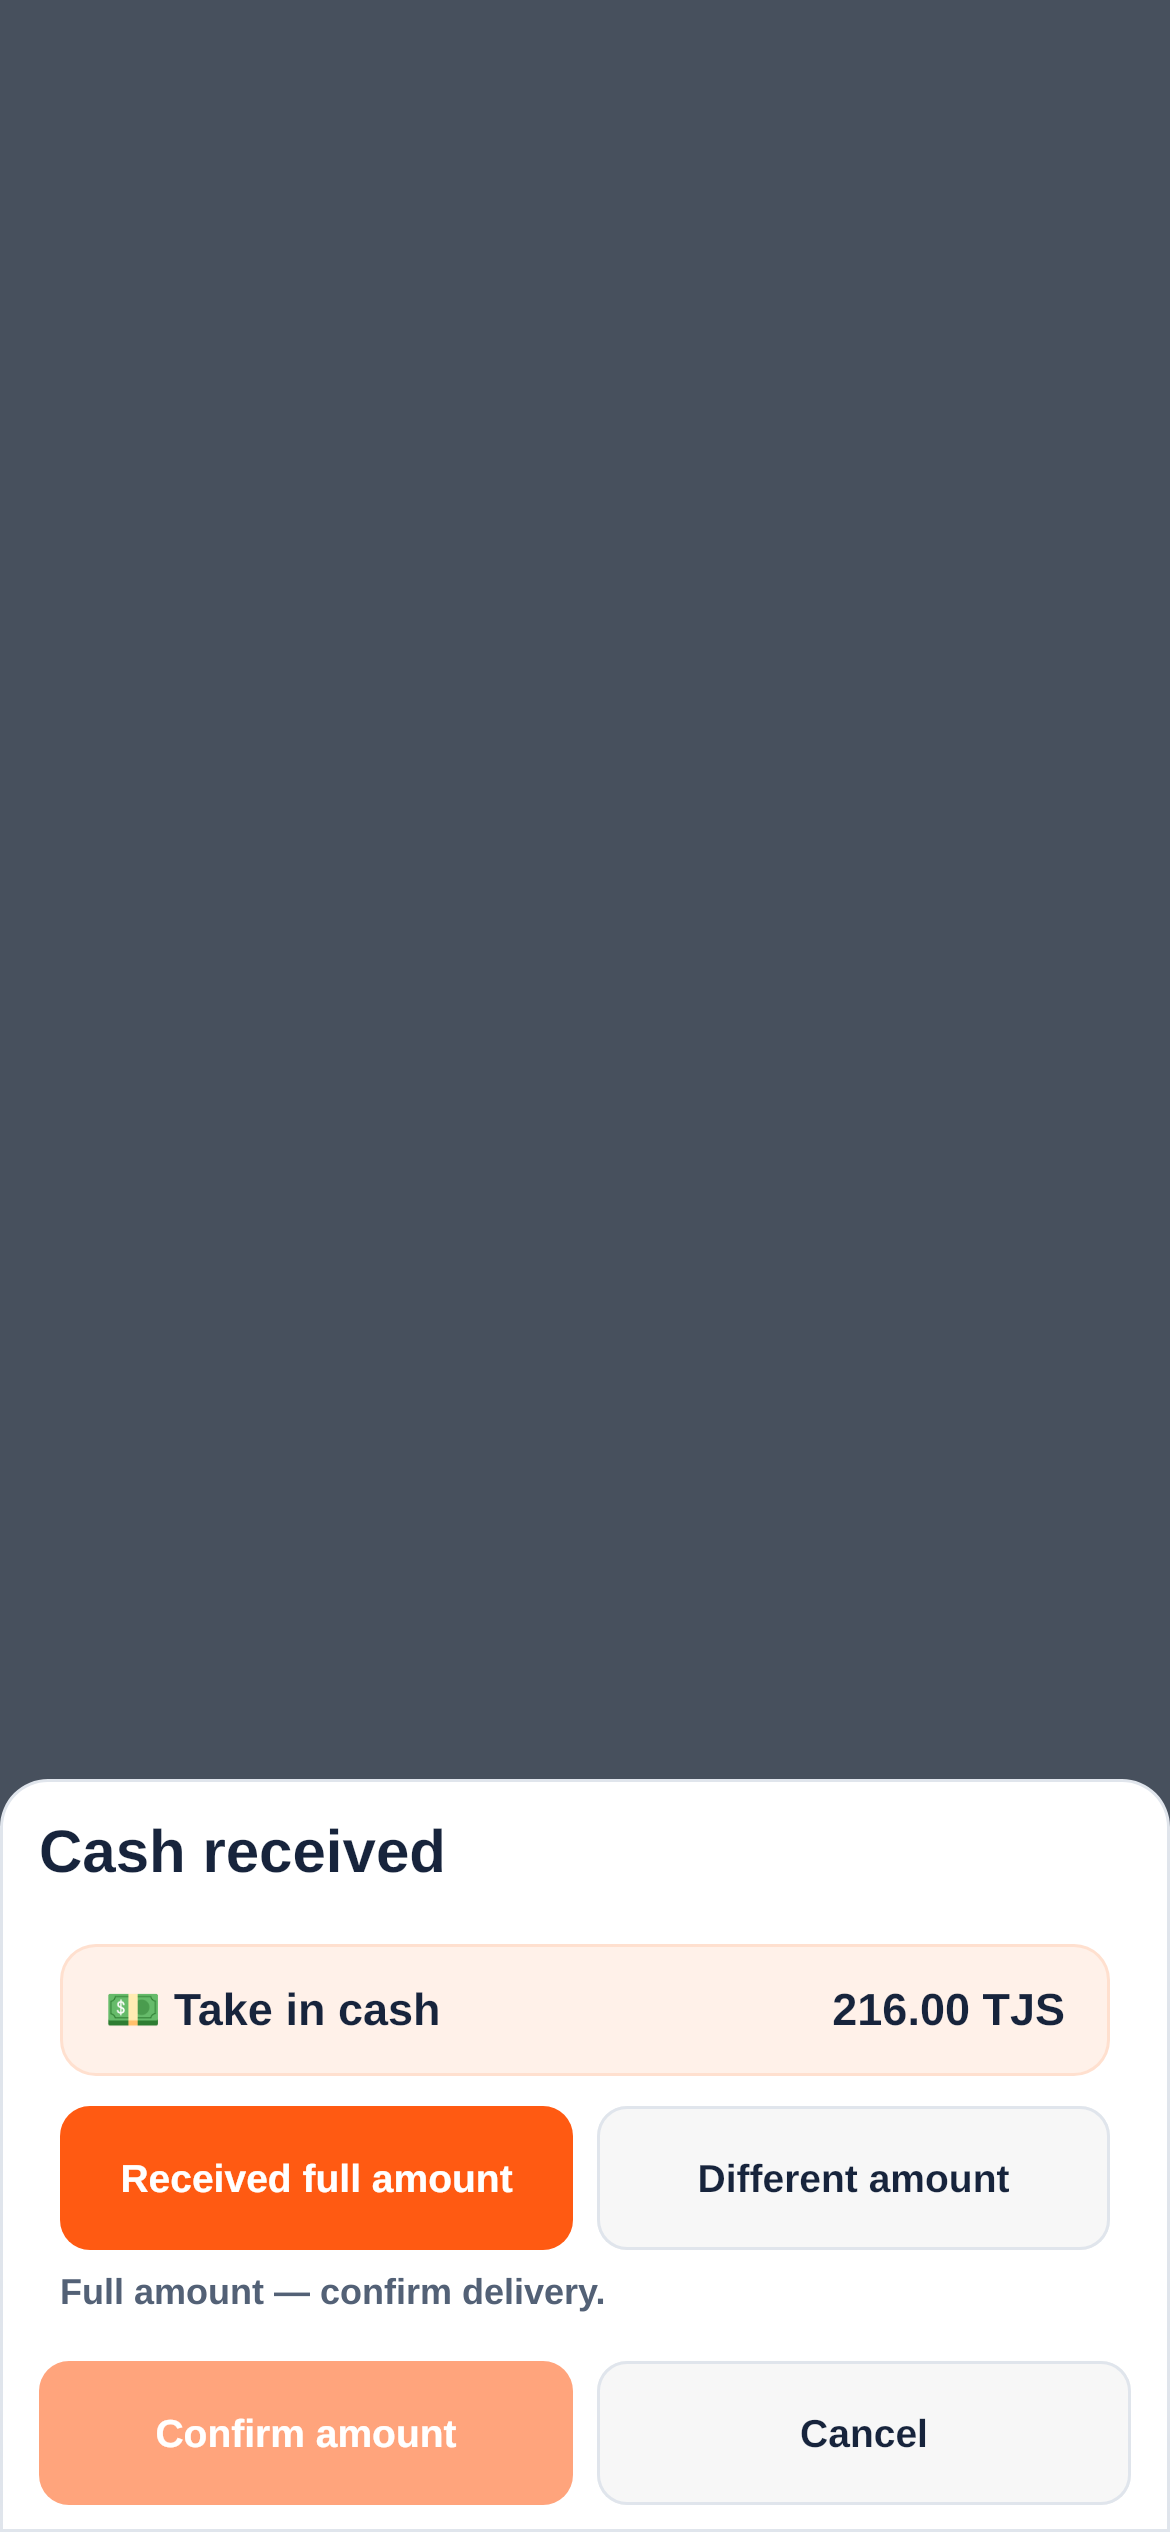 Cash received
💵 Take in cash 216.00 TJS
Received full amount Different amount
Full amount — confirm delivery.
Confirm amount Cancel